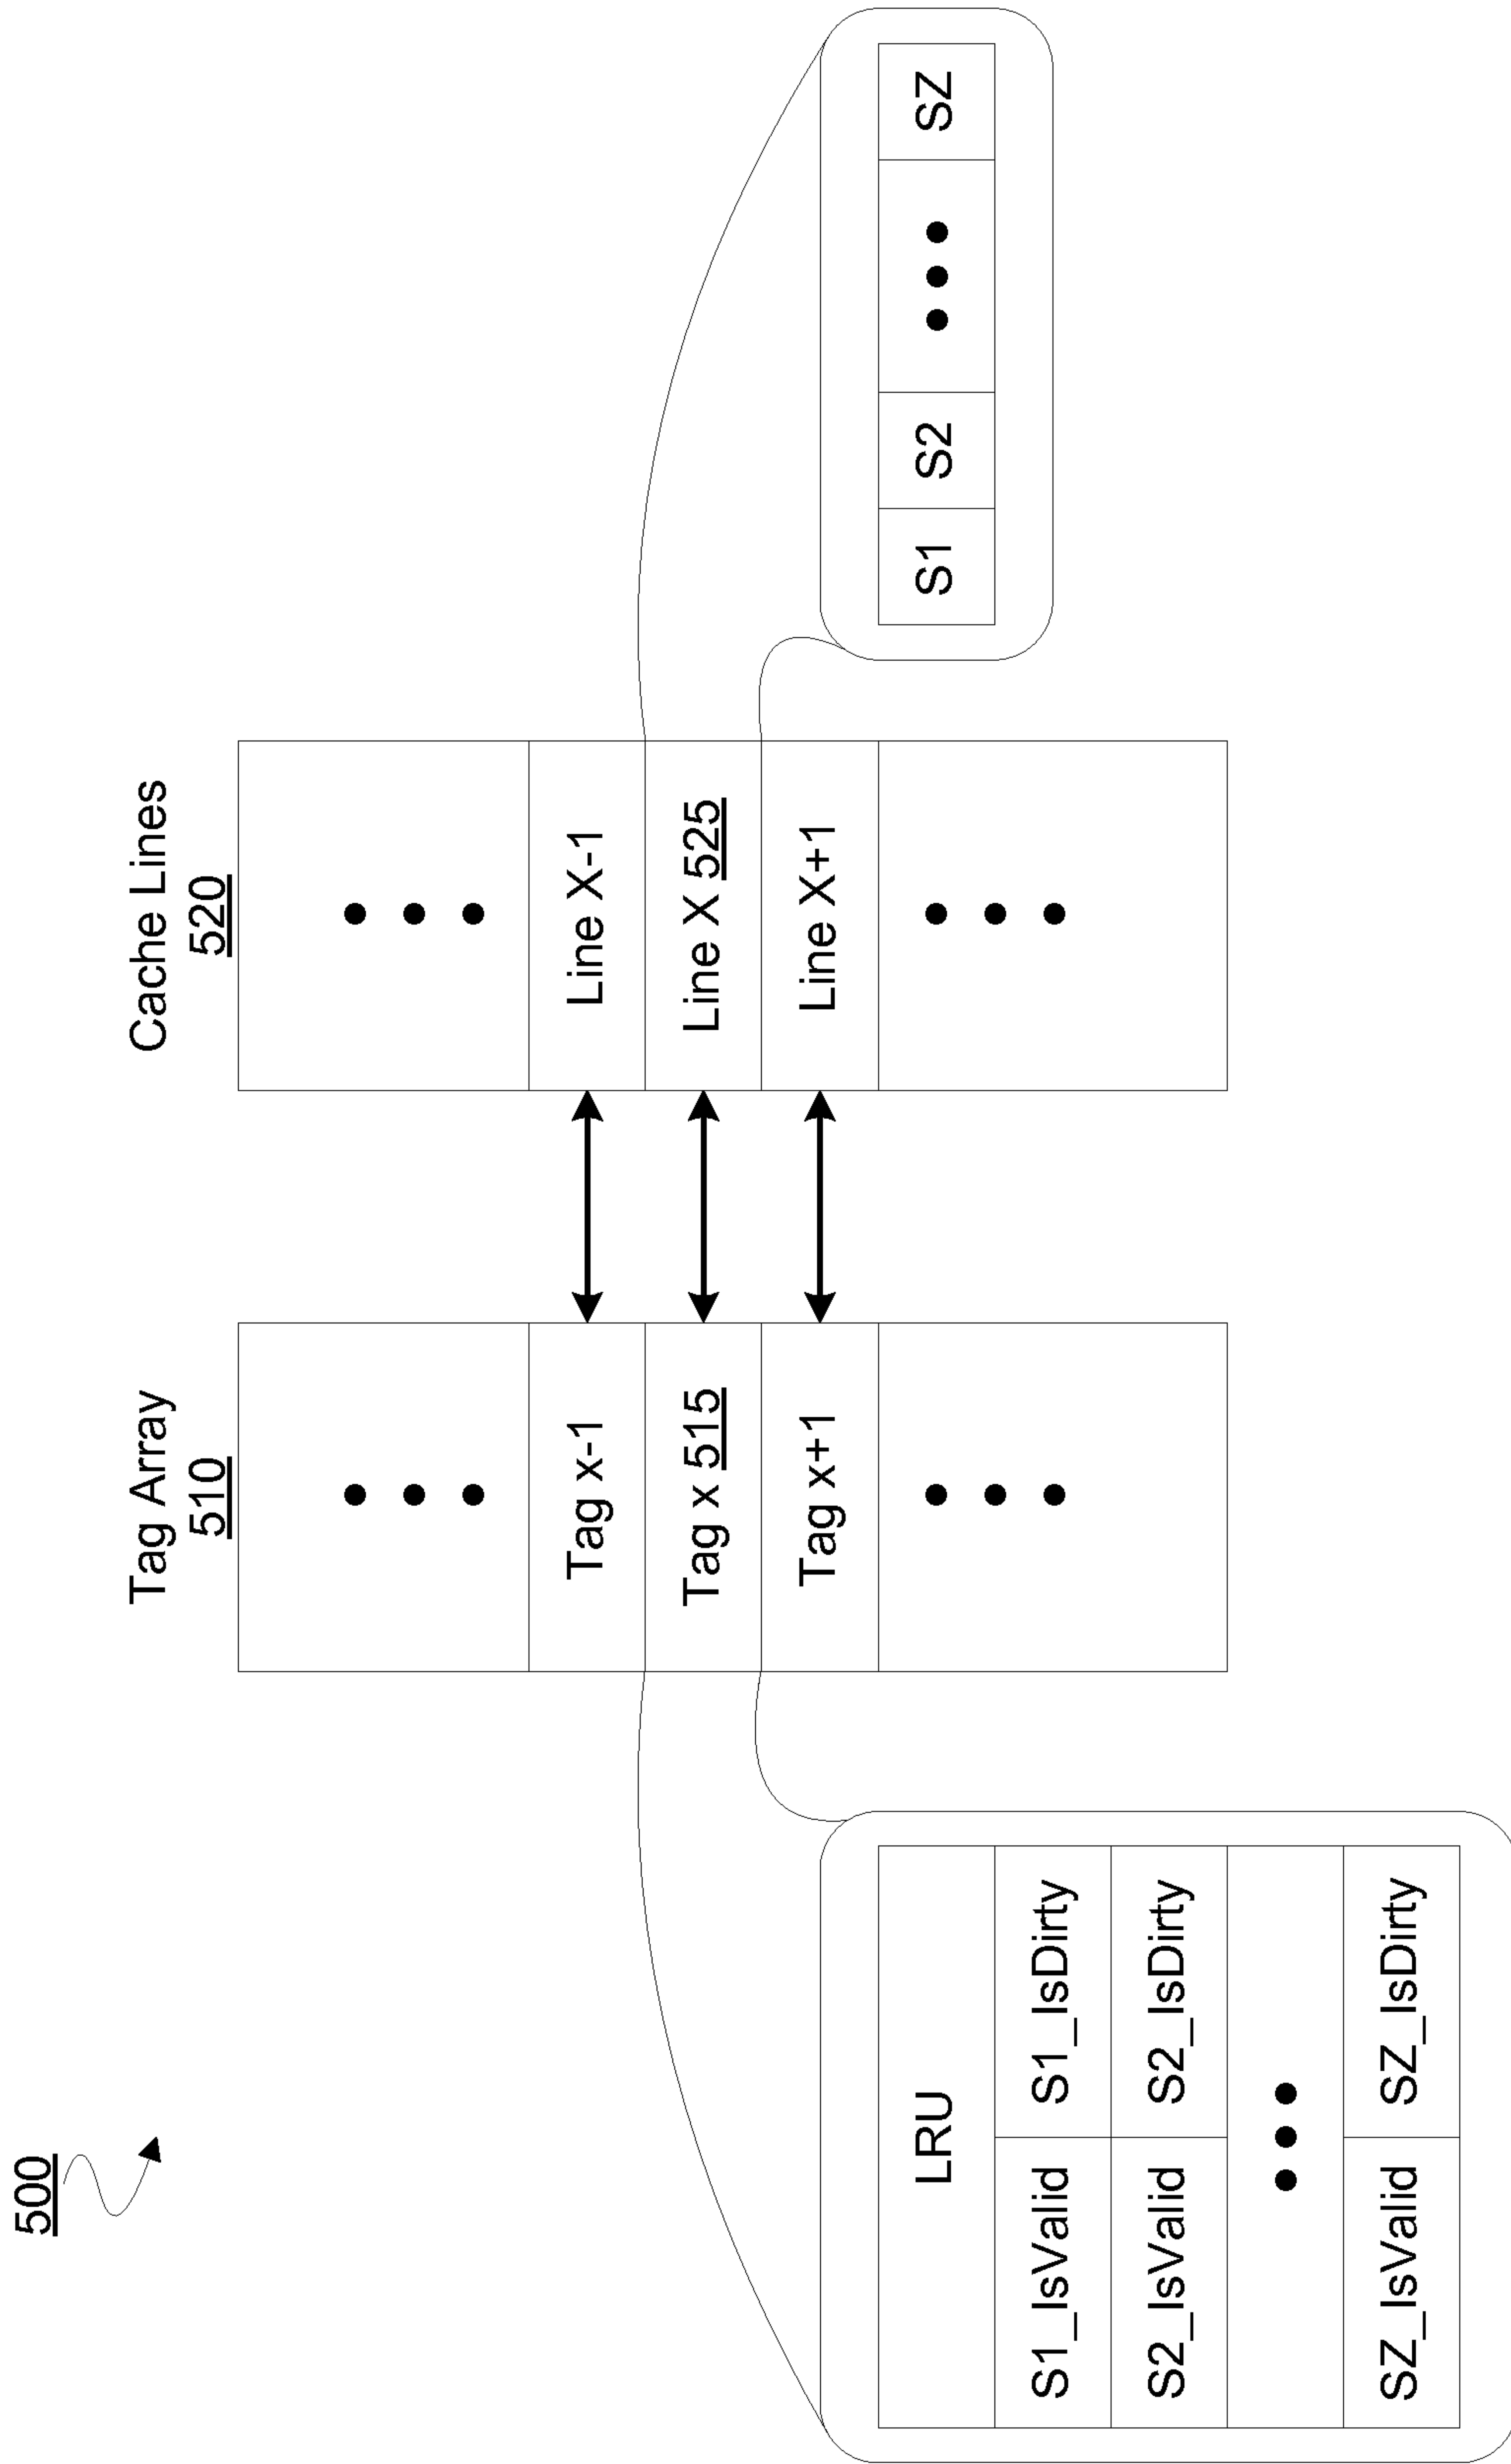 500
Tag Array
510
Cache Lines
520
Tag x-1
Line X-1
Tag x 515
Line X 525
Tag x+1
Line X+1
LRU
S1_IsValid
S1_IsDirty
S2_IsValid
S2_IsDirty
SZ_IsValid
SZ_IsDirty
S1
S2
SZ